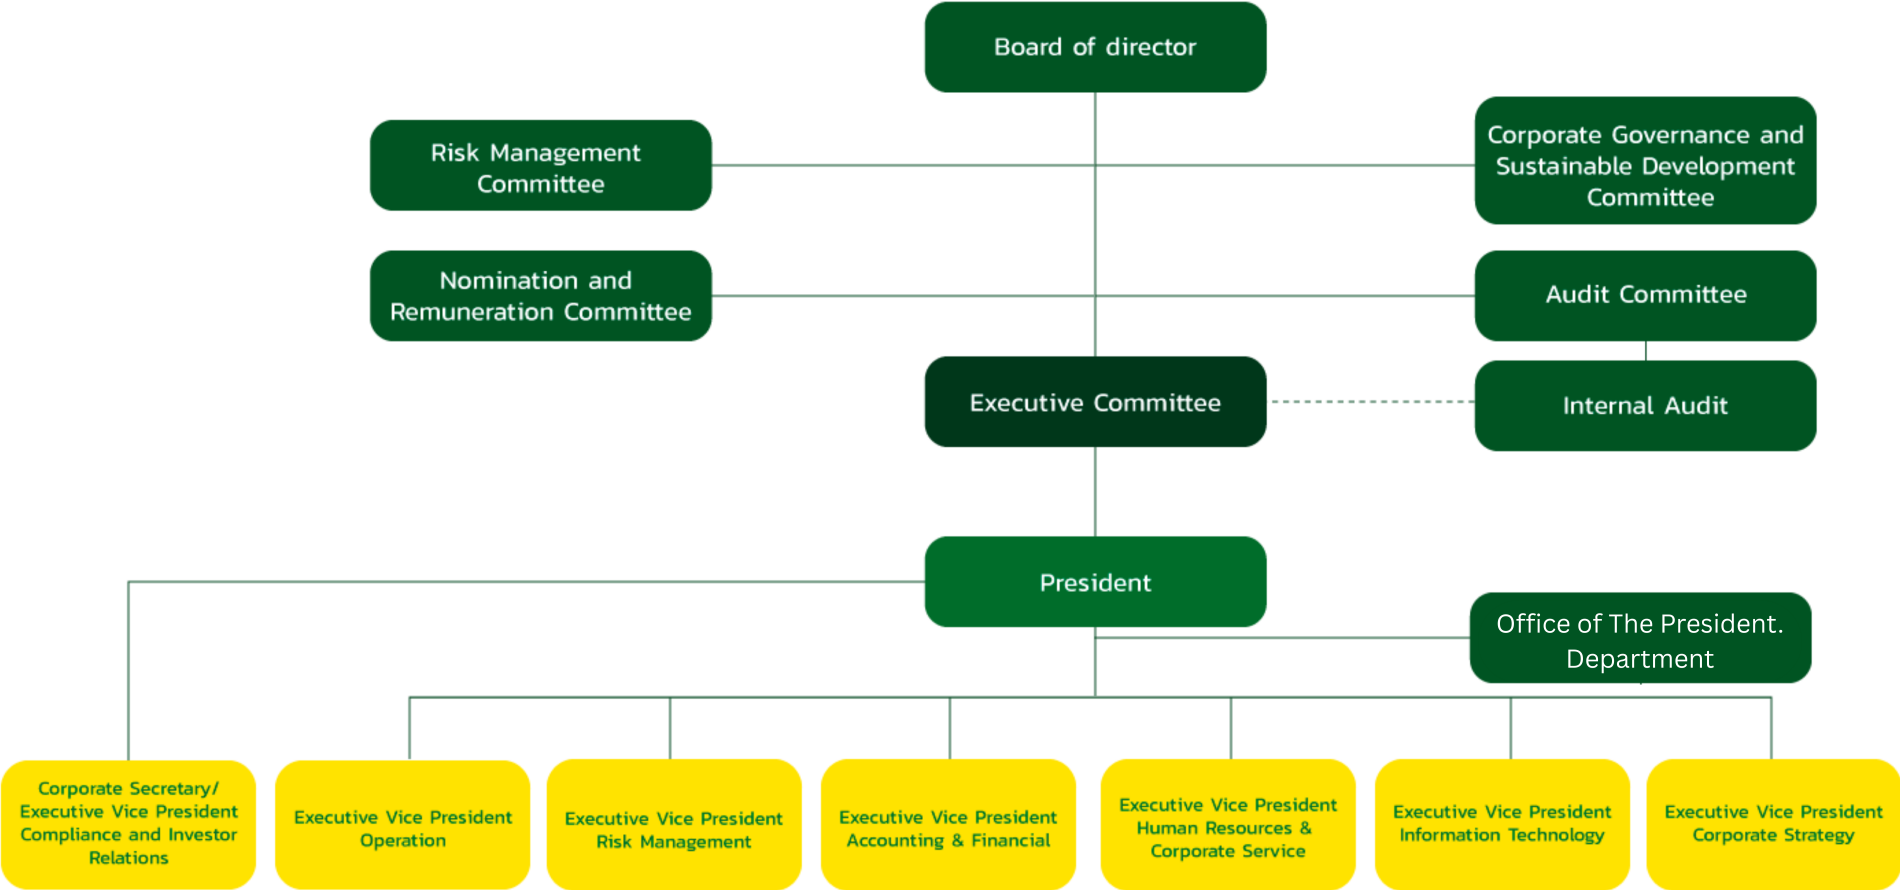 Board of director
Risk Management
Committee
Corporate Governance and
Sustainable Development
Committee
Nomination and
Remuneration Committee
Audit Committee
Executive Committee
Internal Audit
President
Office of The President.
Department
Corporate Secretary/
Executive Vice President
Compliance and Investor
Relations
Executive Vice President
Operation
Executive Vice President
Risk Management
Executive Vice President
Accounting & Financial
Executive Vice President
Human Resources &
Corporate Service
Executive Vice President
Information Technology
Executive Vice President
Corporate Strategy